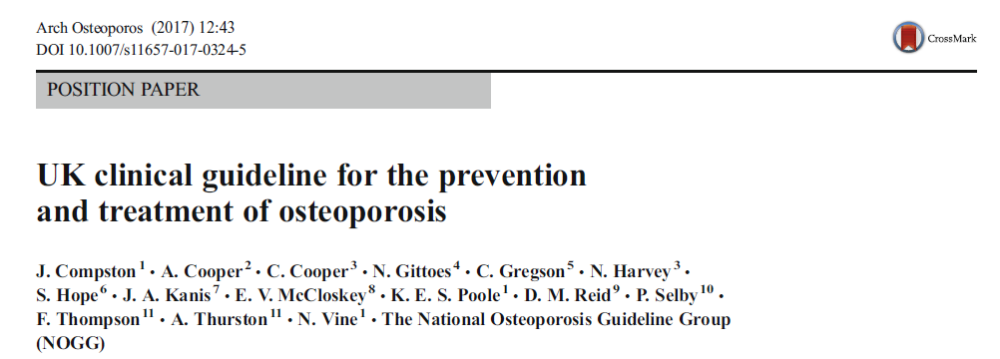 Arch Osteoporos (2017) 12:43
DOI 10.1007/s11657-017-0324-5
CrossMark
POSITION PAPER
UK clinical guideline for the prevention
and treatment of osteoporosis
J. Compston 1 • A. Cooper 2 • C. Cooper 3 • N. Gittoes 4 • C. Gregson 5 • N. Harvey 3 •
S. Hope 6 • J. A. Kanis 7 • E. V. McCloskey 8 • K. E. S. Poole 1 • D. M. Reid 9 • P. Selby 10 •
F. Thompson 11 • A. Thurston 11 • N. Vine 1 • The National Osteoporosis Guideline Group
(NOGG)